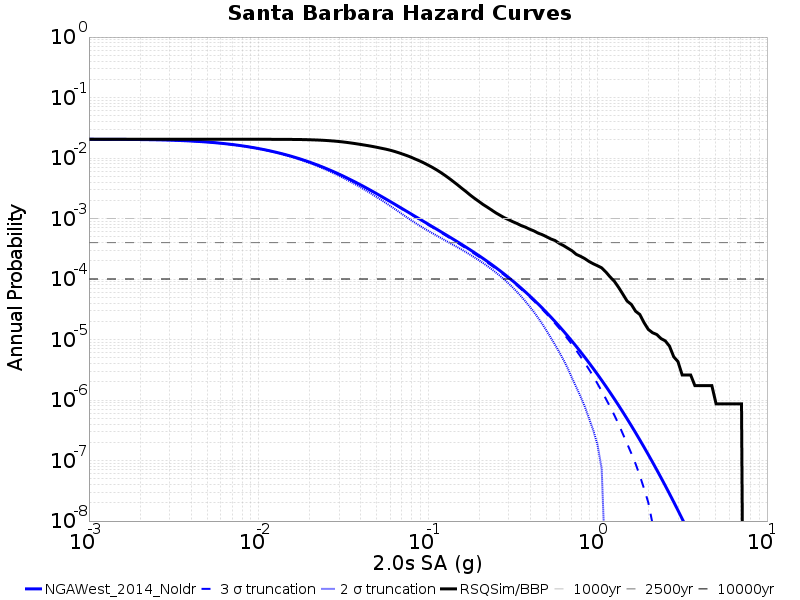 Santa Barbara Hazard Curves
10^0
10^-1
10^-2
10^-3
10^-4
10^-5
10^-6
10^-7
10^-8
Annual Probability
10^-3 10^-2 10^-1 10^0 10^1
2.0s SA (g)
NGAWest_2014_NoIdr 3 σ truncation 2 σ truncation RSQSim/BBP 1000yr 2500yr 10000yr